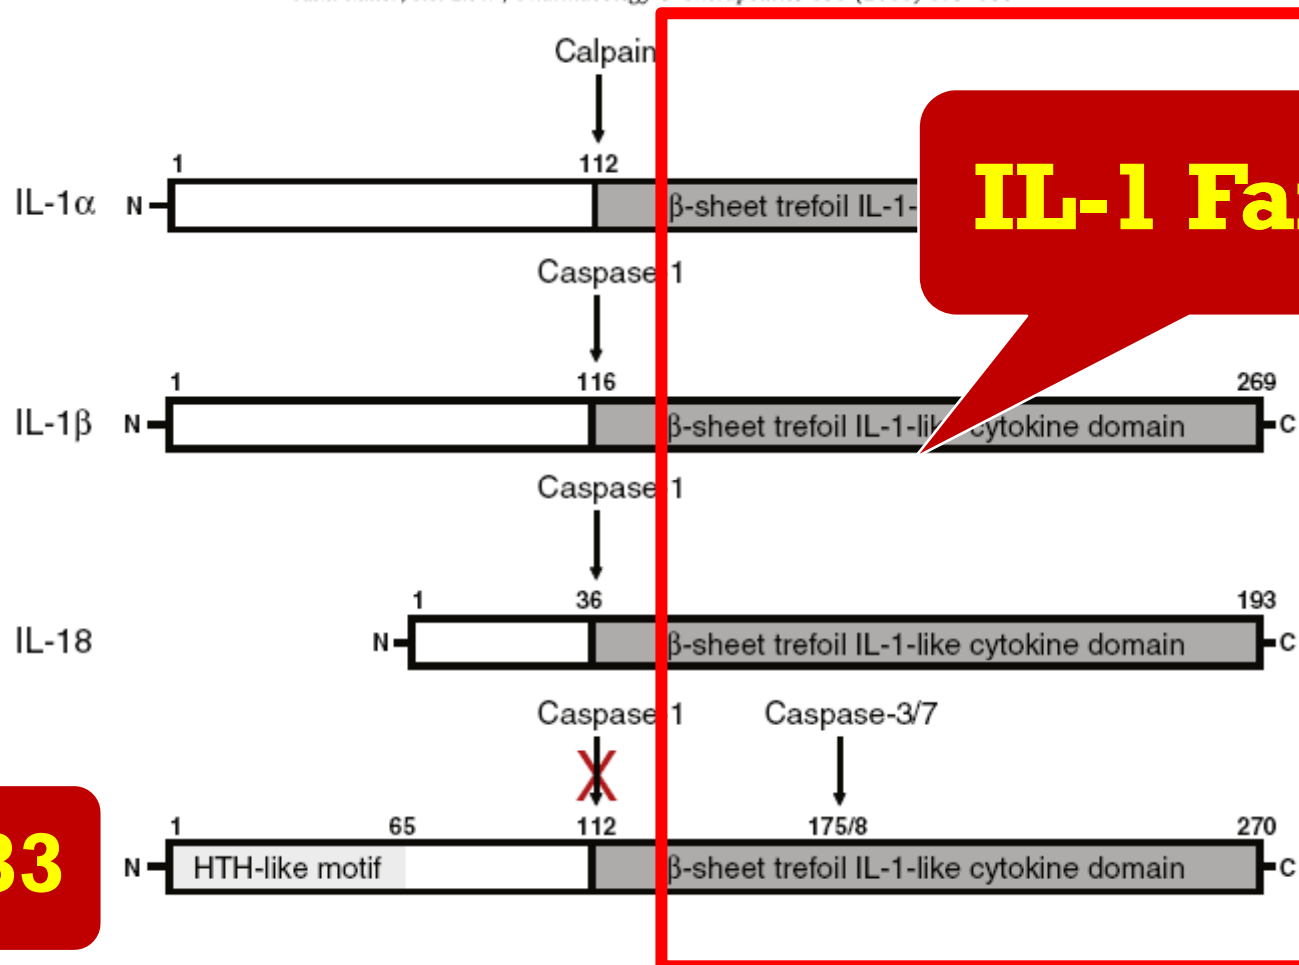 Calpain
1 112
IL-1α N β-sheet trefoil IL-1-
IL-1 Fa
Caspase-1
1 116 269
IL-1β N β-sheet trefoil IL-1-like cytokine domain C
Caspase-1
1 36 193
IL-18 N β-sheet trefoil IL-1-like cytokine domain C
Caspase-1 Caspase-3/7
X
1 65 112 175/8 270
33 N HTH-like motif β-sheet trefoil IL-1-like cytokine domain C